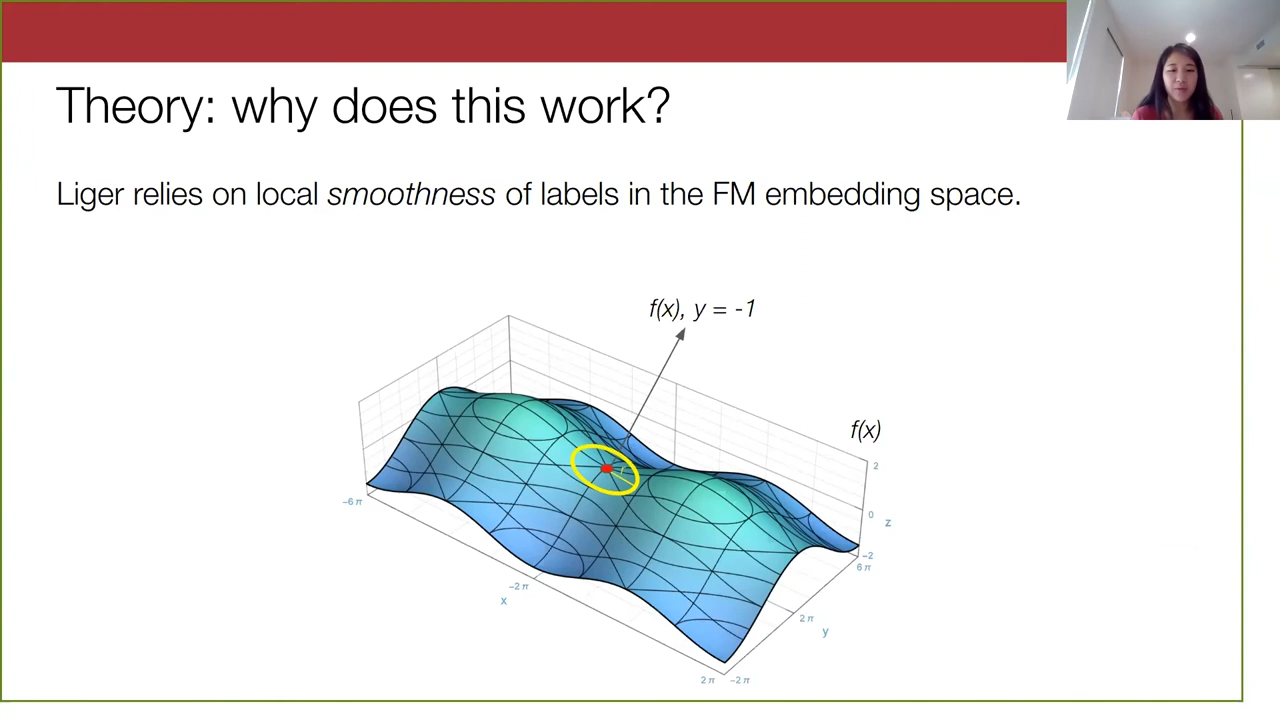 Theory: why does this work?
Liger relies on local smoothness of labels in the FM embedding space.
f(x), y = -1
f(x)
2
0
z
-2
6 π
-6 π
r
-2 π
x
2 π
y
2 π
-2 π